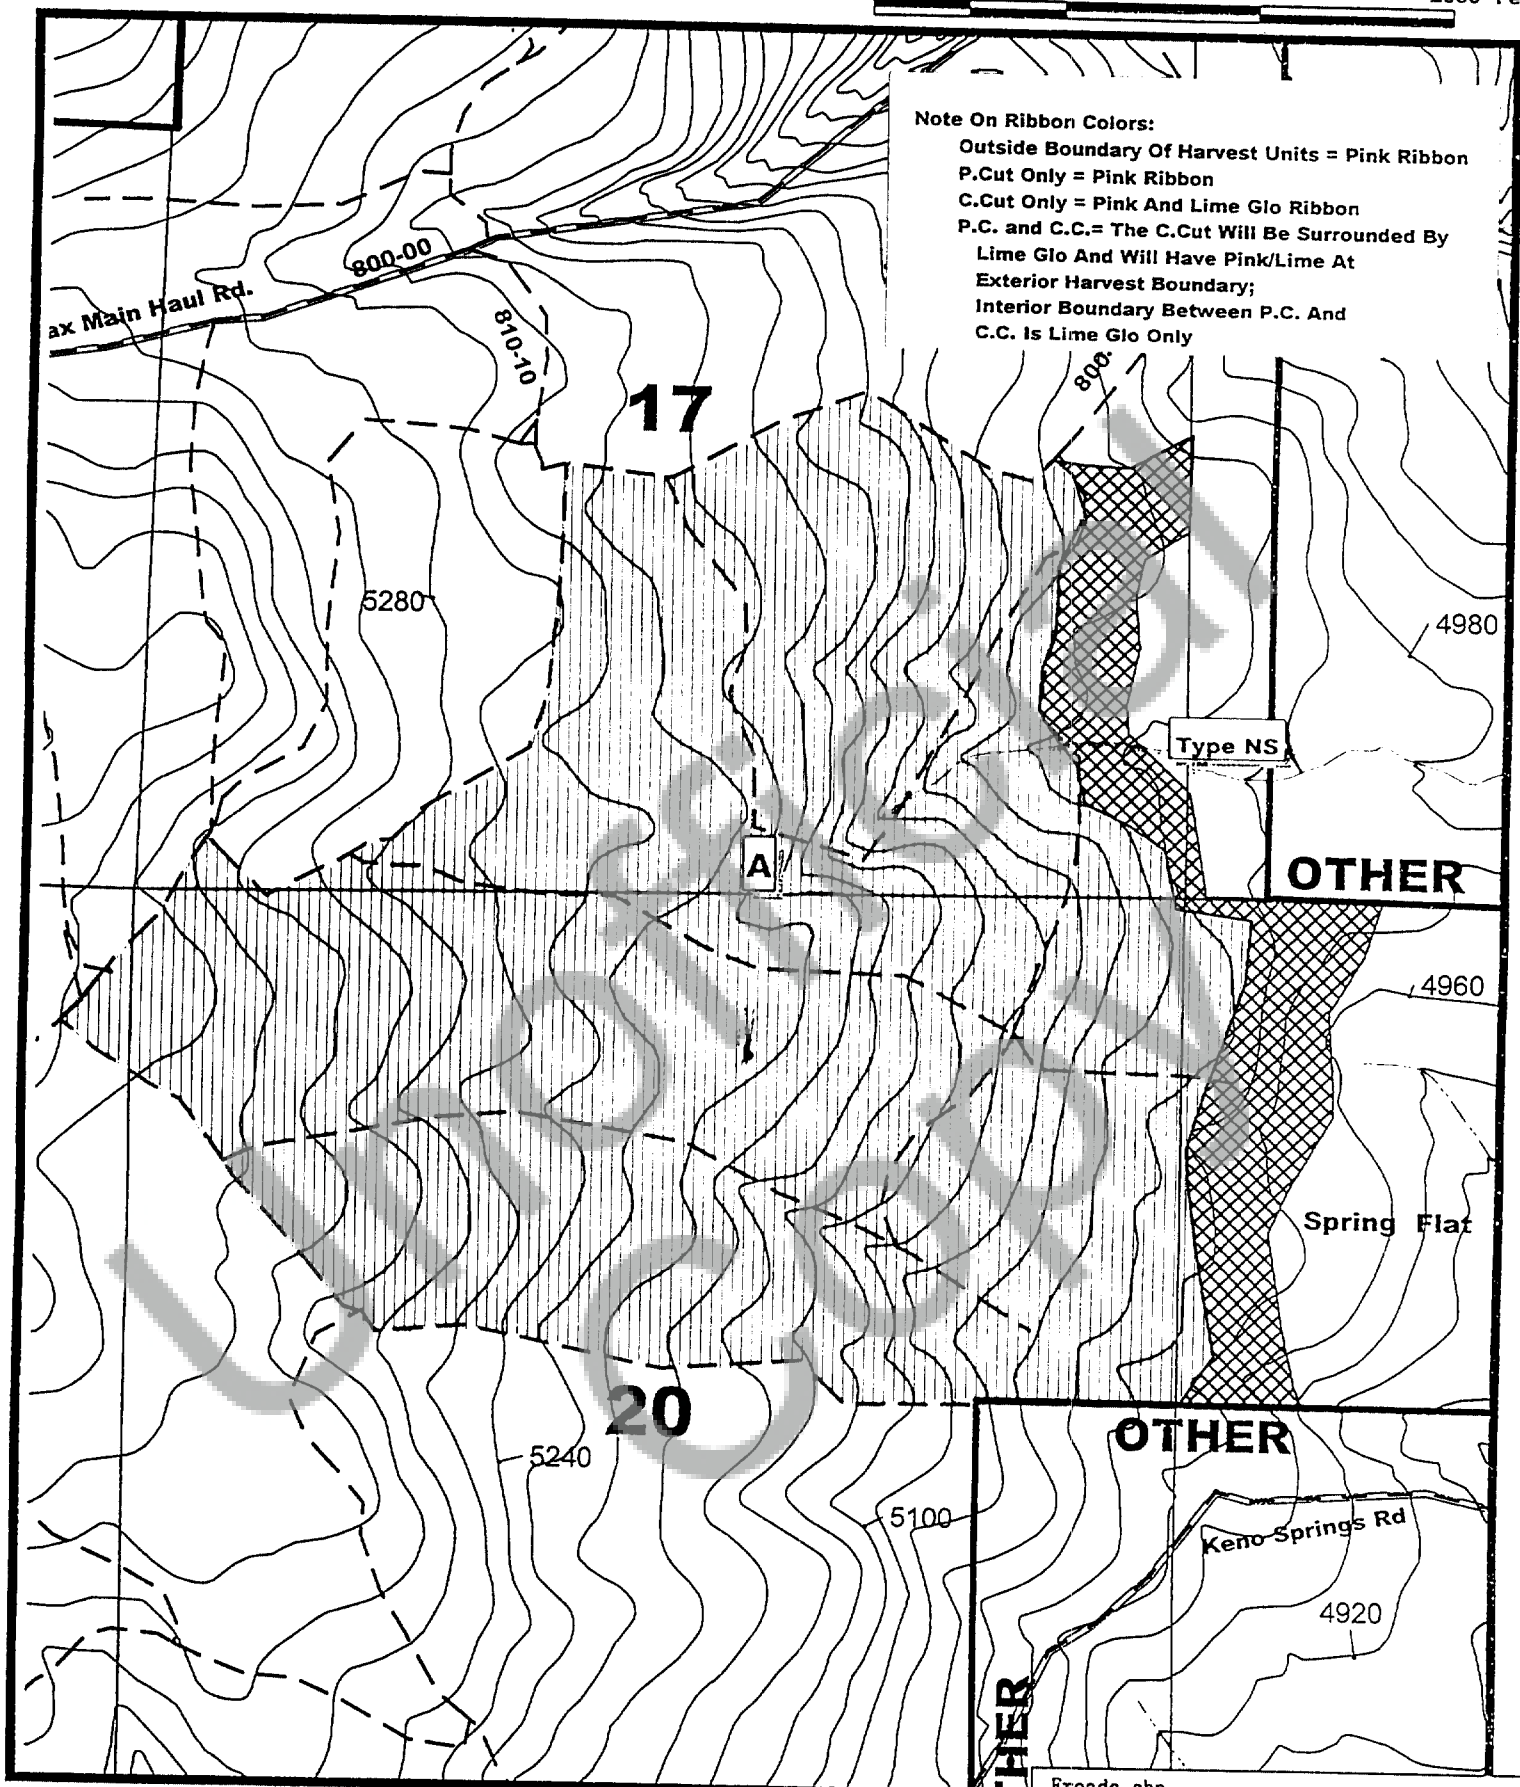 Note On Ribbon Colors:
Outside Boundary Of Harvest Units = Pink Ribbon
P.Cut Only = Pink Ribbon
C.Cut Only = Pink And Lime Glo Ribbon
P.C. and C.C.= The C.Cut Will Be Surrounded By
Lime Glo And Will Have Pink/Lime At
Exterior Harvest Boundary;
Interior Boundary Between P.C. And
C.C. Is Lime Glo Only
800-00
ax Main Haul Rd.
810-10
800-
17
5280
4980
Type NS
A
OTHER
4960
Spring Flat
20
OTHER
5240
5100
Keno Springs Rd
4920
THER
Unofficial
Copy